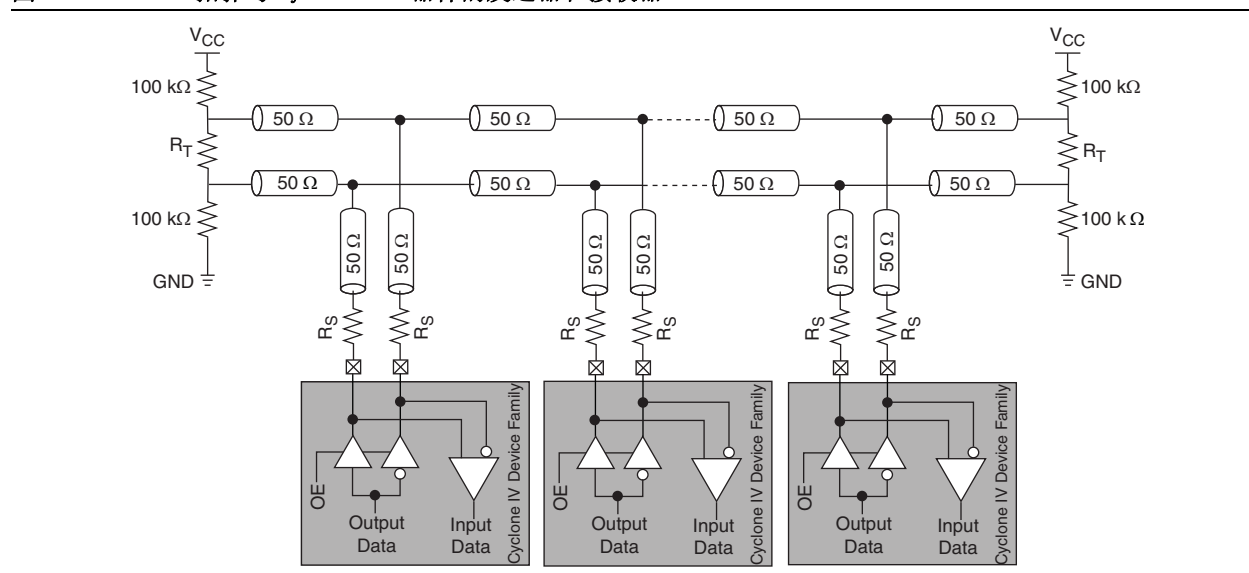 V_CC V_CC
100 kΩ 100 kΩ
50 Ω 50 Ω 50 Ω 50 Ω
R_T R_T
50 Ω 50 Ω 50 Ω 50 Ω
100 kΩ 100 k Ω
50 Ω 50 Ω 50 Ω 50 Ω 50 Ω 50 Ω
GND GND
R_S R_S R_S R_S R_S R_S
Cyclone IV Device Family Cyclone IV Device Family Cyclone IV Device Family
OE OE OE
Output Input Output Input Output Input
Data Data Data Data Data Data